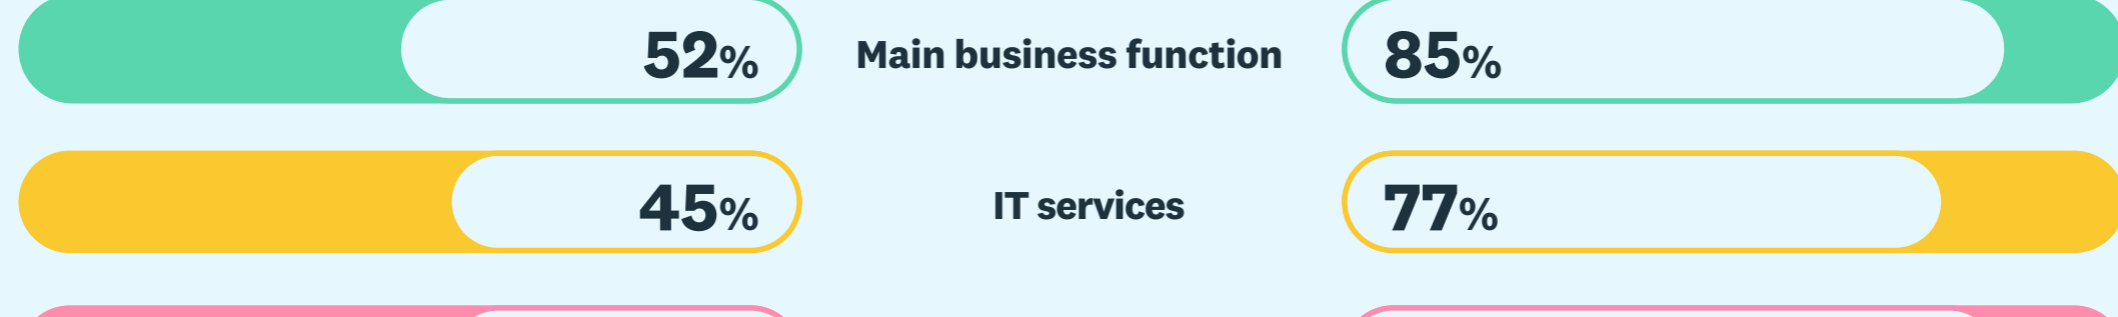 52% Main business function 85%
45% IT services 77%